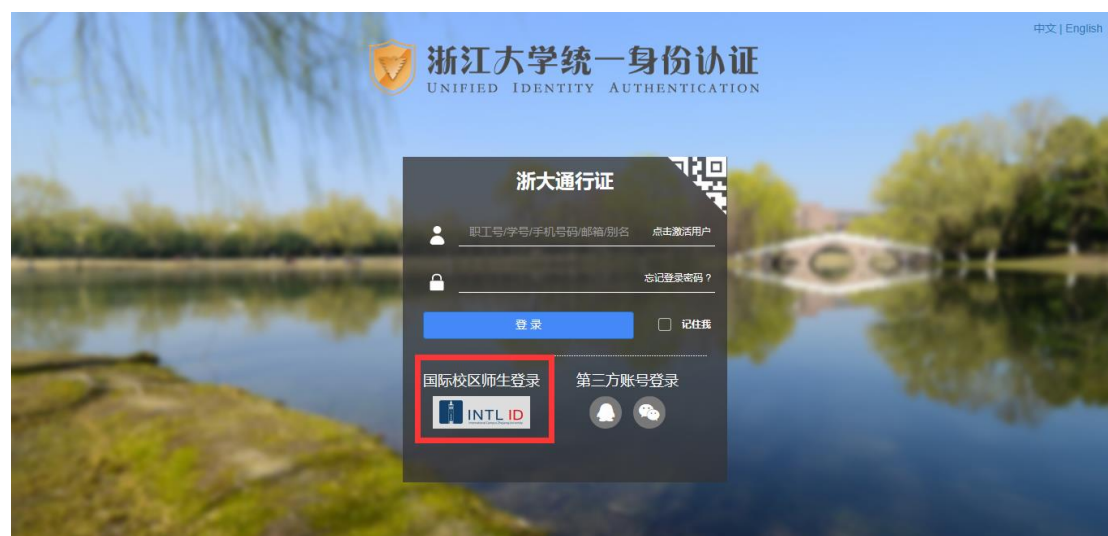 中文 | English
浙江大学统一身份认证
UNIFIED IDENTITY AUTHENTICATION
浙大通行证
职工号/学号/手机号码/邮箱/别名 点击激活用户
忘记登录密码？
登 录 记住我
国际校区师生登录 第三方账号登录
INTL ID